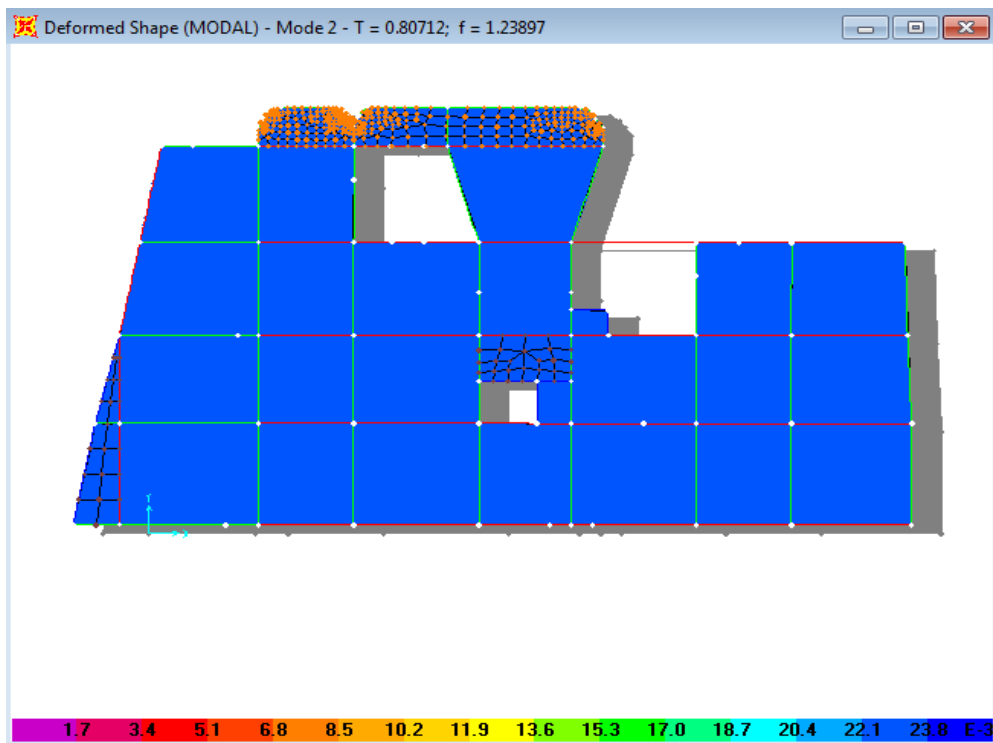 Deformed Shape (MODAL) - Mode 2 - T = 0.80712; f = 1.23897
Y
X
1.7 3.4 5.1 6.8 8.5 10.2 11.9 13.6 15.3 17.0 18.7 20.4 22.1 23.8 E-3